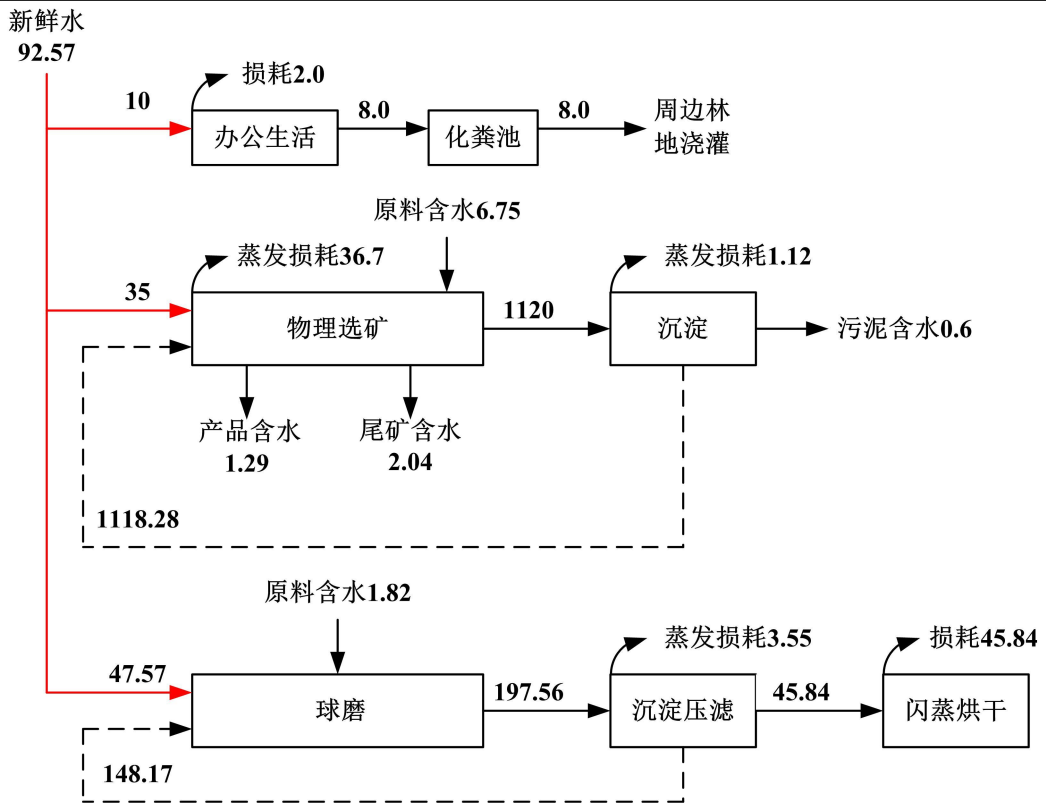 新鲜水
92.57
损耗2.0
10
办公生活
8.0
化粪池
8.0
周边林
地浇灌
原料含水6.75
蒸发损耗36.7
蒸发损耗1.12
35
物理选矿
1120
沉淀
污泥含水0.6
产品含水
1.29
尾矿含水
2.04
1118.28
原料含水1.82
蒸发损耗3.55
损耗45.84
47.57
球磨
197.56
沉淀压滤
45.84
闪蒸烘干
148.17